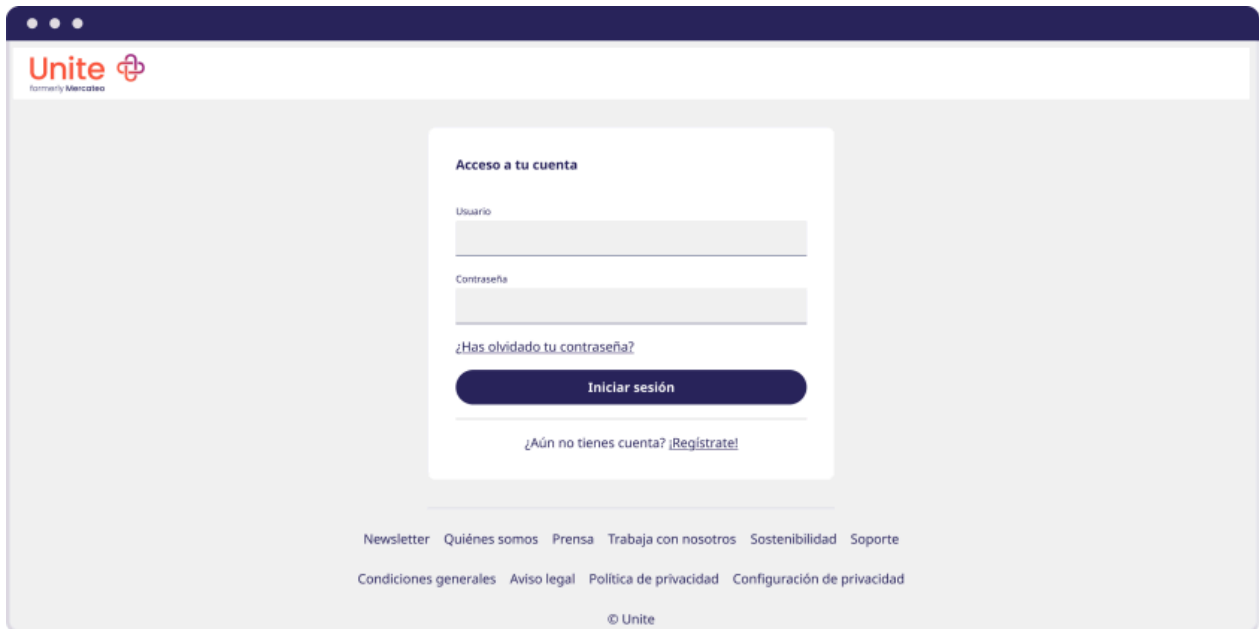 Unite
formerly Mercateo
Acceso a tu cuenta
Usuario
Contraseña
¿Has olvidado tu contraseña?
Iniciar sesión
¿Aún no tienes cuenta? ¡Regístrate!
Newsletter Quiénes somos Prensa Trabaja con nosotros Sostenibilidad Soporte
Condiciones generales Aviso legal Política de privacidad Configuración de privacidad
© Unite